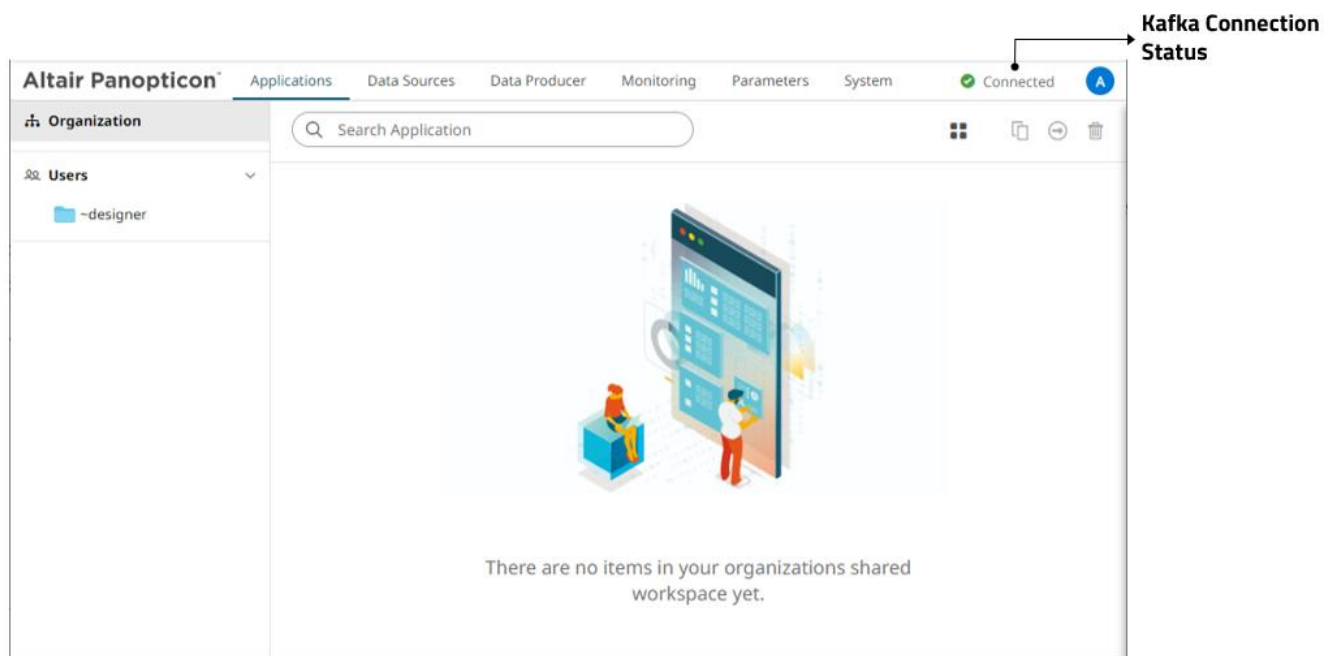 Kafka Connection
Status
Altair Panopticon™ Applications Data Sources Data Producer Monitoring Parameters System Connected A
Organization
Search Application
Users
~designer
There are no items in your organizations shared
workspace yet.